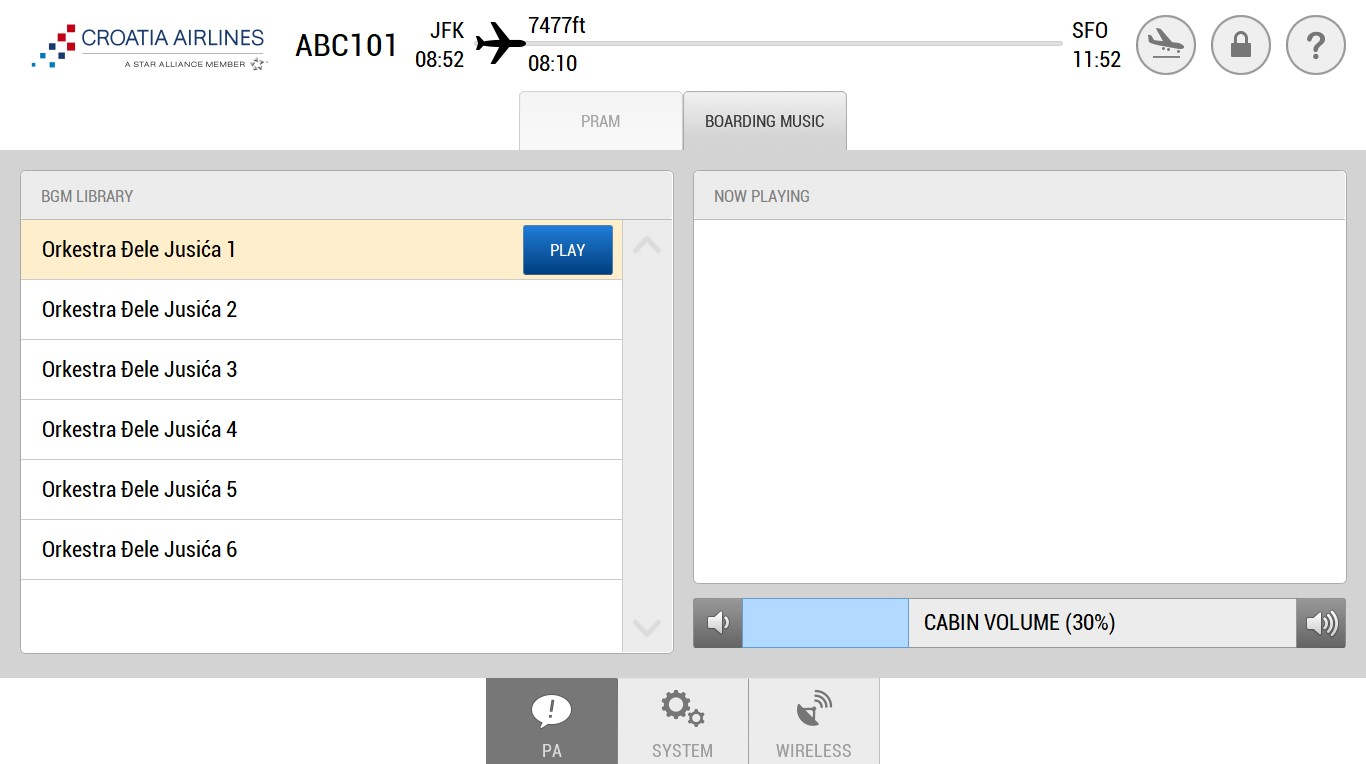 CROATIA AIRLINES
A STAR ALLIANCE MEMBER
ABC101
JFK
08:52
7477ft
08:10
SFO
11:52
?
PRAM
BOARDING MUSIC
BGM LIBRARY
Orkestra Đele Jusića 1
PLAY
Orkestra Đele Jusića 2
Orkestra Đele Jusića 3
Orkestra Đele Jusića 4
Orkestra Đele Jusića 5
Orkestra Đele Jusića 6
NOW PLAYING
CABIN VOLUME (30%)
!
PA
SYSTEM
WIRELESS